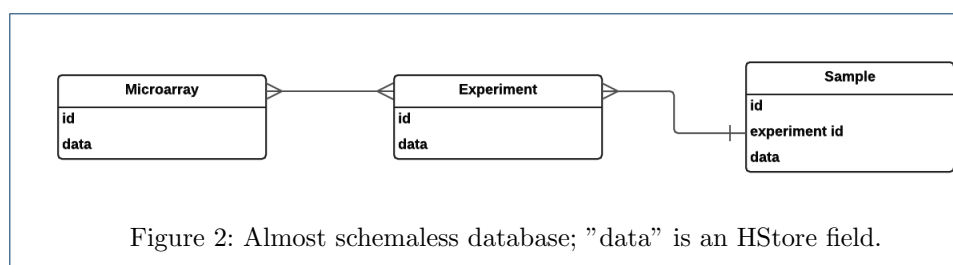 Microarray
id
data
Experiment
id
data
Sample
id
experiment id
data
Figure 2: Almost schemaless database; ”data” is an HStore field.